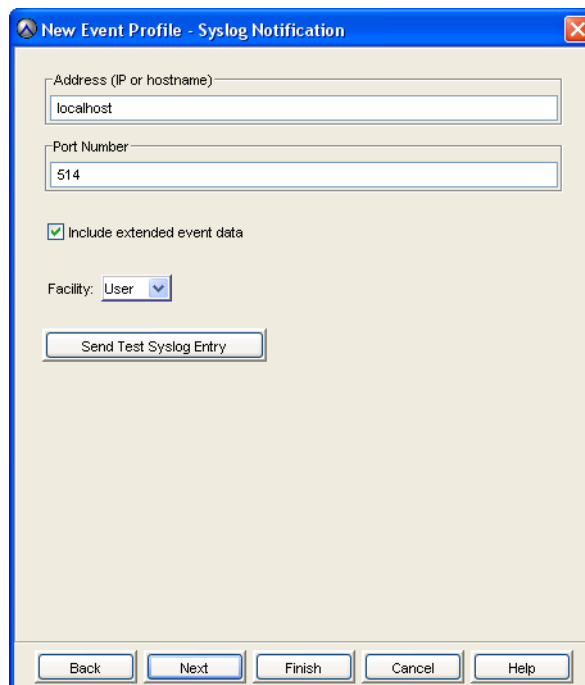 New Event Profile - Syslog Notification
Address (IP or hostname)
localhost
Port Number
514
Include extended event data
Facility: User
Send Test Syslog Entry
Back Next Finish Cancel Help